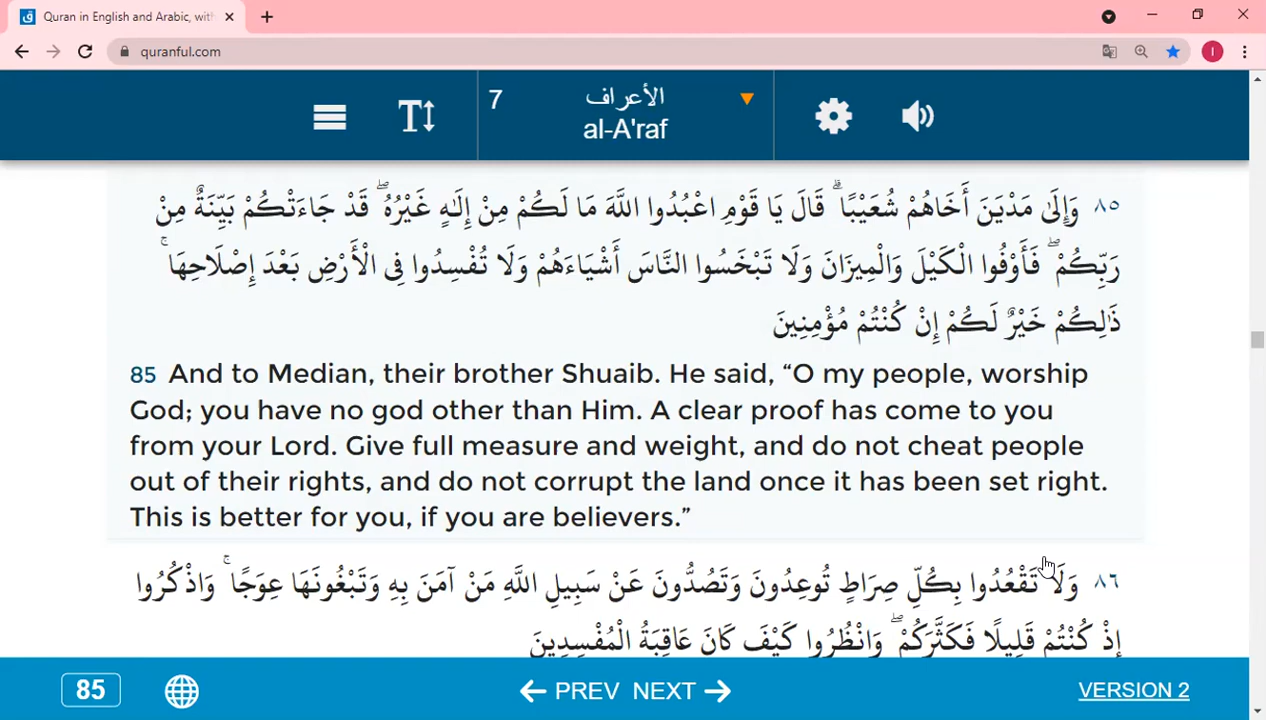 Quran in English and Arabic, with
quranful.com
I
7
الأعراف
al-A'raf
٨٥ وَإِلَىٰ مَدْيَنَ أَخَاهُمْ شُعَيْبًا ۗ قَالَ يَا قَوْمِ اعْبُدُوا اللَّهَ مَا لَكُمْ مِنْ إِلَـٰهٍ غَيْرُهُ ۖ قَدْ جَاءَتْكُمْ بَيِّنَةٌ مِنْ
رَبِّكُمْ ۖ فَأَوْفُوا الْكَيْلَ وَالْمِيزَانَ وَلَا تَبْخَسُوا النَّاسَ أَشْيَاءَهُمْ وَلَا تُفْسِدُوا فِى الْأَرْضِ بَعْدَ إِصْلَاحِهَا ۚ
ذَٰلِكُمْ خَيْرٌ لَكُمْ إِنْ كُنْتُمْ مُؤْمِنِينَ
85 And to Median, their brother Shuaib. He said, “O my people, worship
God; you have no god other than Him. A clear proof has come to you
from your Lord. Give full measure and weight, and do not cheat people
out of their rights, and do not corrupt the land once it has been set right.
This is better for you, if you are believers.”
٨٦ وَلَا تَقْعُدُوا بِكُلِّ صِرَاطٍ تُوعِدُونَ وَتَصُدُّونَ عَنْ سَبِيلِ اللَّهِ مَنْ آمَنَ بِهِ وَتَبْغُونَهَا عِوَجًا ۚ وَاذْكُرُوا
إِذْ كُنْتُمْ قَلِيلًا فَكَثَّرَكُمْ ۖ وَانْظُرُوا كَيْفَ كَانَ عَاقِبَةُ الْمُفْسِدِينَ
85
PREV NEXT
VERSION 2